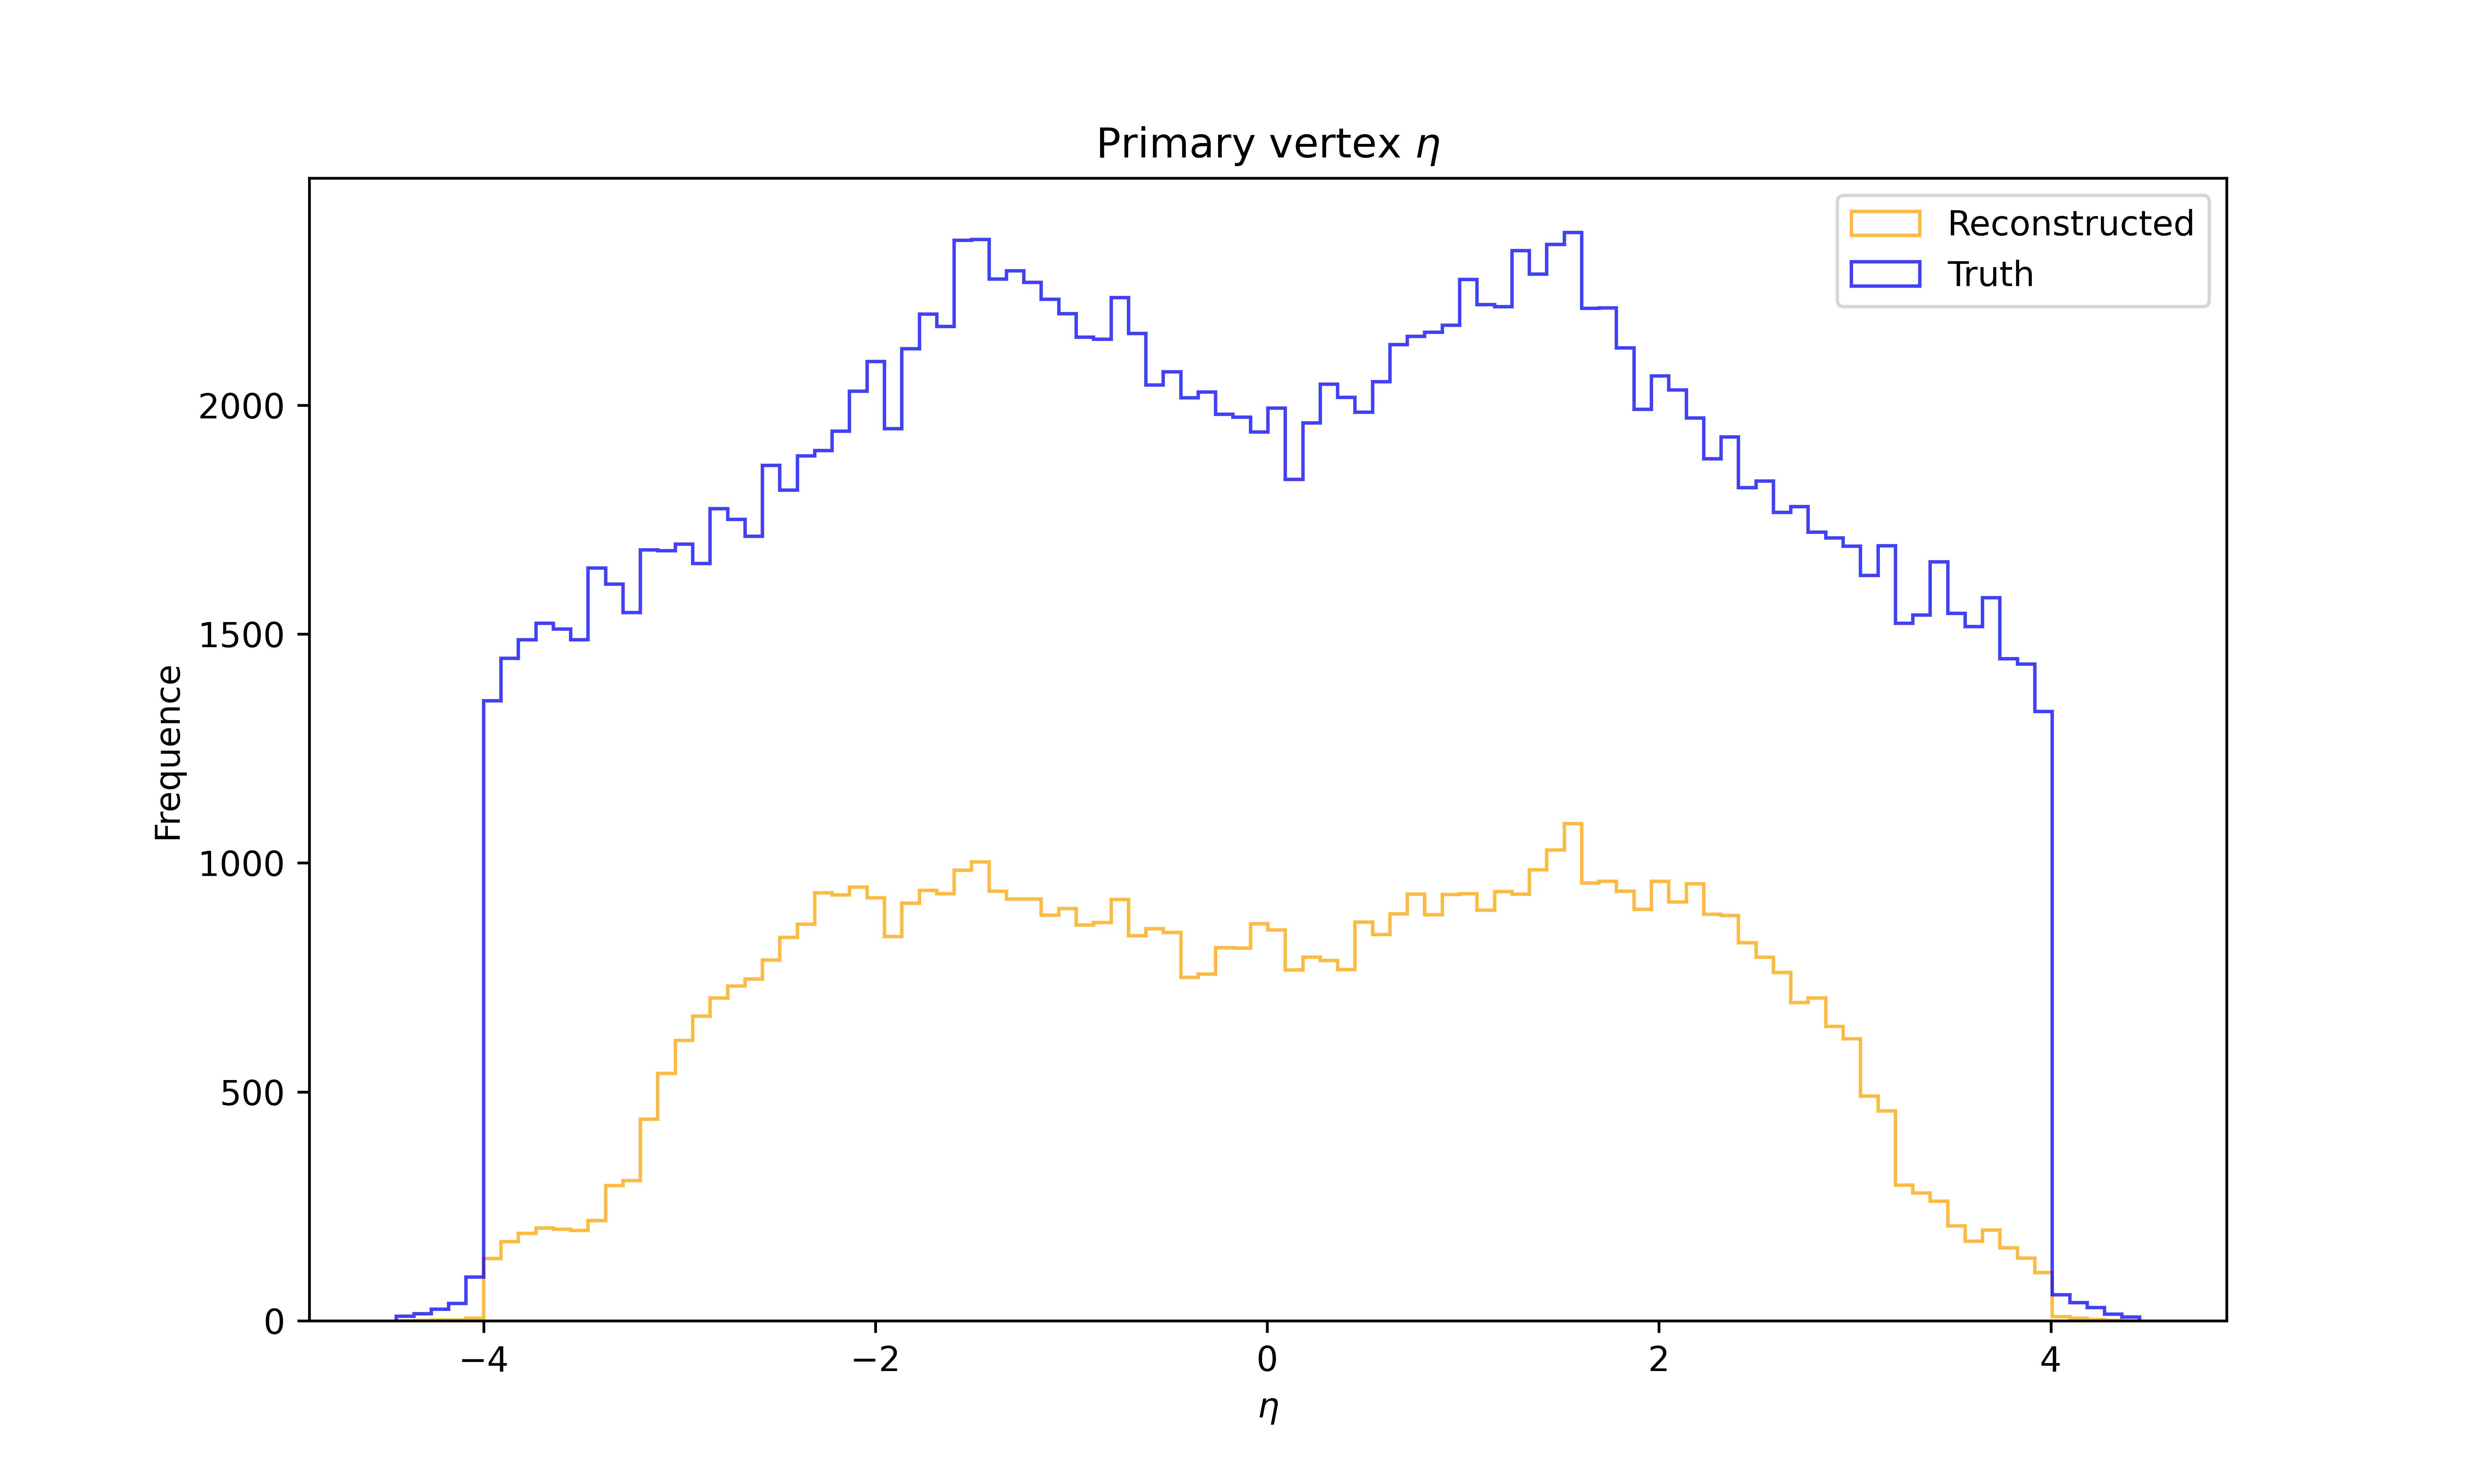 Primary vertex η
Reconstructed
Truth
Frequence
2000
1500
1000
500
0
−4
−2
0
2
4
η